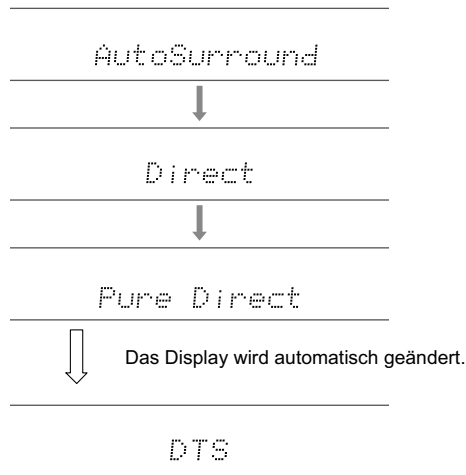 AutoSurround
Direct
Pure Direct
Das Display wird automatisch geändert.
DTS